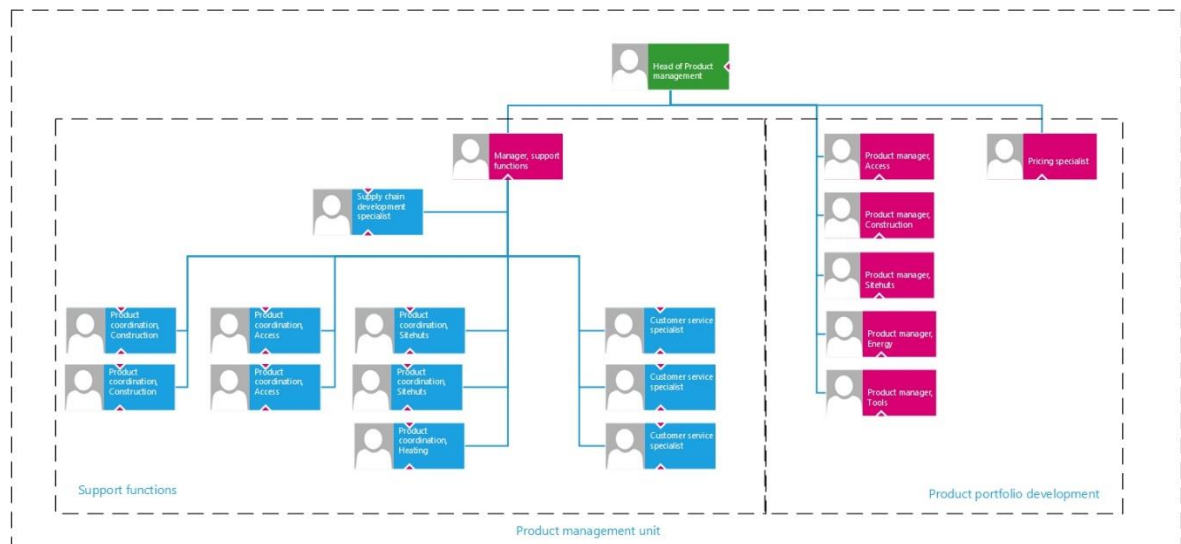 Head of Product
management
Manager, support
functions
Product manager,
Access
Pricing specialist
Supply chain
development
specialist
Product manager,
Construction
Product manager,
Sitehuts
Product
coordination,
Construction
Product
coordination,
Access
Product
coordination,
Sitehuts
Customer service
specialist
Product manager,
Energy
Product
coordination,
Construction
Product
coordination,
Access
Product
coordination,
Sitehuts
Customer service
specialist
Product manager,
Tools
Product
coordination,
Heating
Customer service
specialist
Support functions
Product portfolio development
Product management unit